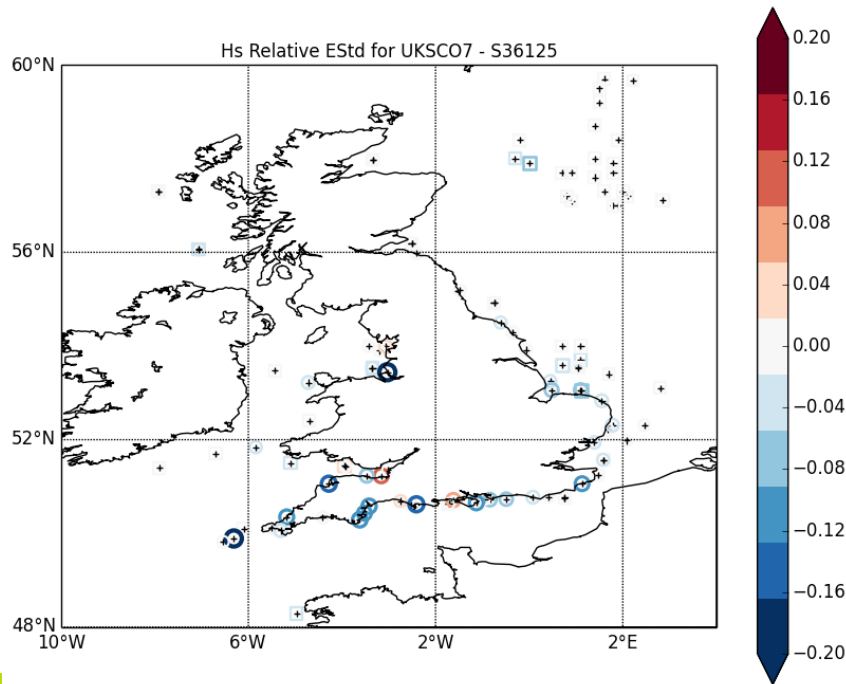 Hs Relative EStd for UKSCO7 - S36125
60°N
56°N
52°N
48°N
10°W
6°W
2°W
2°E
0.20
0.16
0.12
0.08
0.04
0.00
−0.04
−0.08
−0.12
−0.16
−0.20